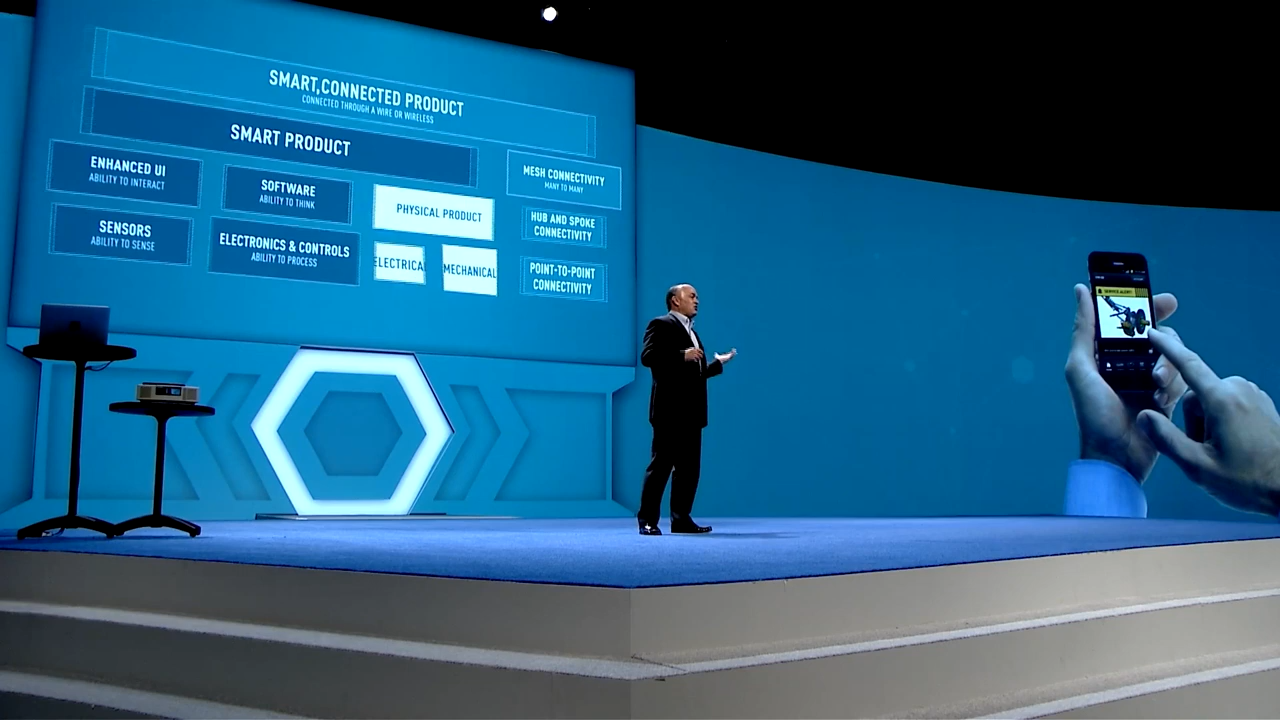 SMART,CONNECTED PRODUCT
CONNECTED THROUGH A WIRE OR WIRELESS
SMART PRODUCT
ENHANCED UI
ABILITY TO INTERACT
SOFTWARE
ABILITY TO THINK
PHYSICAL PRODUCT
MESH CONNECTIVITY
MANY TO MANY
SENSORS
ABILITY TO SENSE
ELECTRONICS & CONTROLS
ABILITY TO PROCESS
ELECTRICAL
MECHANICAL
HUB AND SPOKE
CONNECTIVITY
POINT-TO-POINT
CONNECTIVITY
SERVICE ALERT!